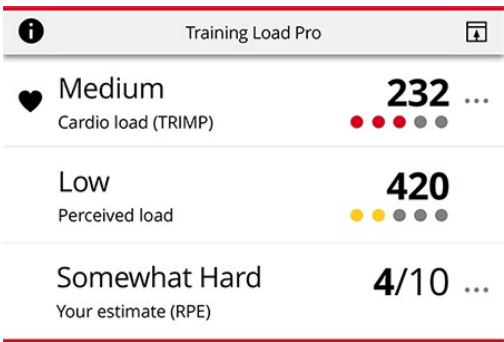 Training Load Pro
Medium 232 ...
Cardio load (TRIMP)
Low 420
Perceived load
Somewhat Hard 4/10 ...
Your estimate (RPE)